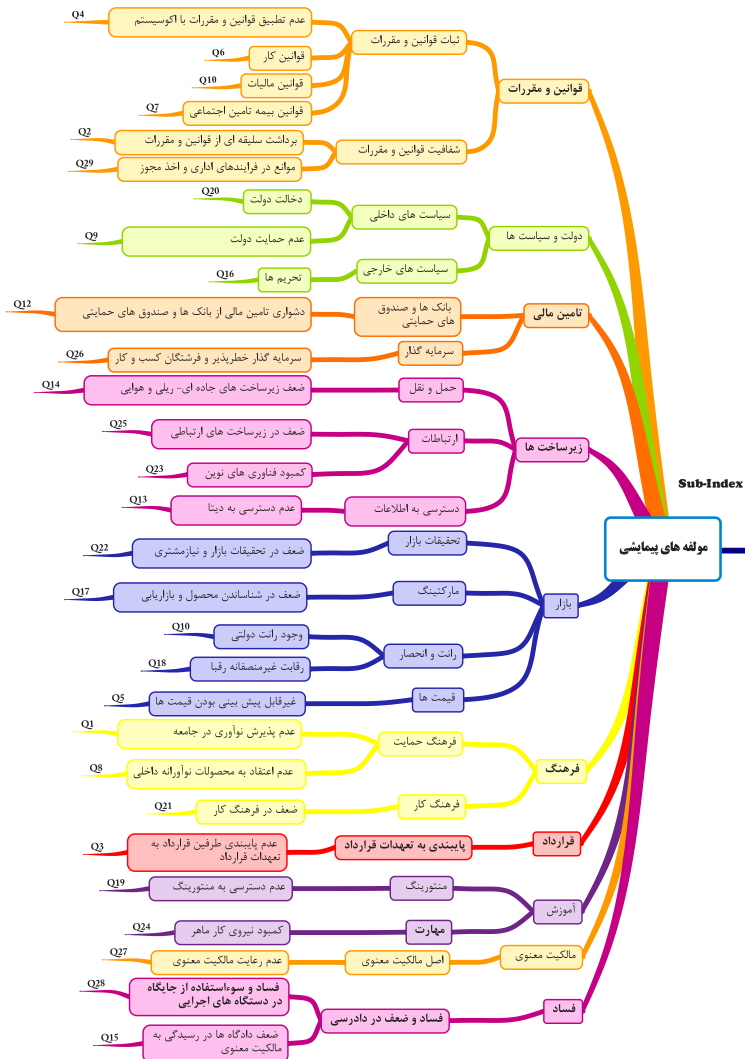 Sub-Index
مولفه های پیمایشی
قوانین و مقررات
ثبات قوانین و مقررات
عدم تطبیق قوانین و مقررات با اکوسیستم
Q4
قوانین کار
Q6
قوانین مالیات
Q10
قوانین بیمه تامین اجتماعی
Q7
شفافیت قوانین و مقررات
برداشت سلیقه ای از قوانین و مقررات
Q2
موانع در فرایندهای اداری و اخذ مجوز
Q29
دولت و سیاست ها
سیاست های داخلی
دخالت دولت
Q20
عدم حمایت دولت
Q9
سیاست های خارجی
تحریم ها
Q16
تامین مالی
بانک ها و صندوق
های حمایتی
دشواری تامین مالی از بانک ها و صندوق های حمایتی
Q12
سرمایه گذار
سرمایه گذار خطرپذیر و فرشتگان کسب و کار
Q26
زیرساخت ها
حمل و نقل
ضعف زیرساخت های جاده ای- ریلی و هوایی
Q14
ارتباطات
ضعف در زیرساخت های ارتباطی
Q25
کمبود فناوری های نوین
Q23
دسترسی به اطلاعات
عدم دسترسی به دیتا
Q13
بازار
تحقیقات بازار
ضعف در تحقیقات بازار و نیازمشتری
Q22
مارکتینگ
ضعف در شناساندن محصول و بازاریابی
Q17
رانت و انحصار
وجود رانت دولتی
Q10
رقابت غیرمنصفانه رقبا
Q18
قیمت ها
غیرقابل پیش بینی بودن قیمت ها
Q5
فرهنگ
فرهنگ حمایت
عدم پذیرش نوآوری در جامعه
Q1
عدم اعتقاد به محصولات نوآورانه داخلی
Q8
فرهنگ کار
ضعف در فرهنگ کار
Q21
قرارداد
پایبندی به تعهدات قرارداد
عدم پایبندی طرفین قرارداد به
تعهدات قرارداد
Q3
آموزش
منتورینگ
عدم دسترسی به منتورینگ
Q19
مهارت
کمبود نیروی کار ماهر
Q24
مالکیت معنوی
اصل مالکیت معنوی
عدم رعایت مالکیت معنوی
Q27
فساد
فساد و ضعف در دادرسی
فساد و سوءاستفاده از جایگاه
در دستگاه های اجرایی
Q28
ضعف دادگاه ها در رسیدگی به
مالکیت معنوی
Q15